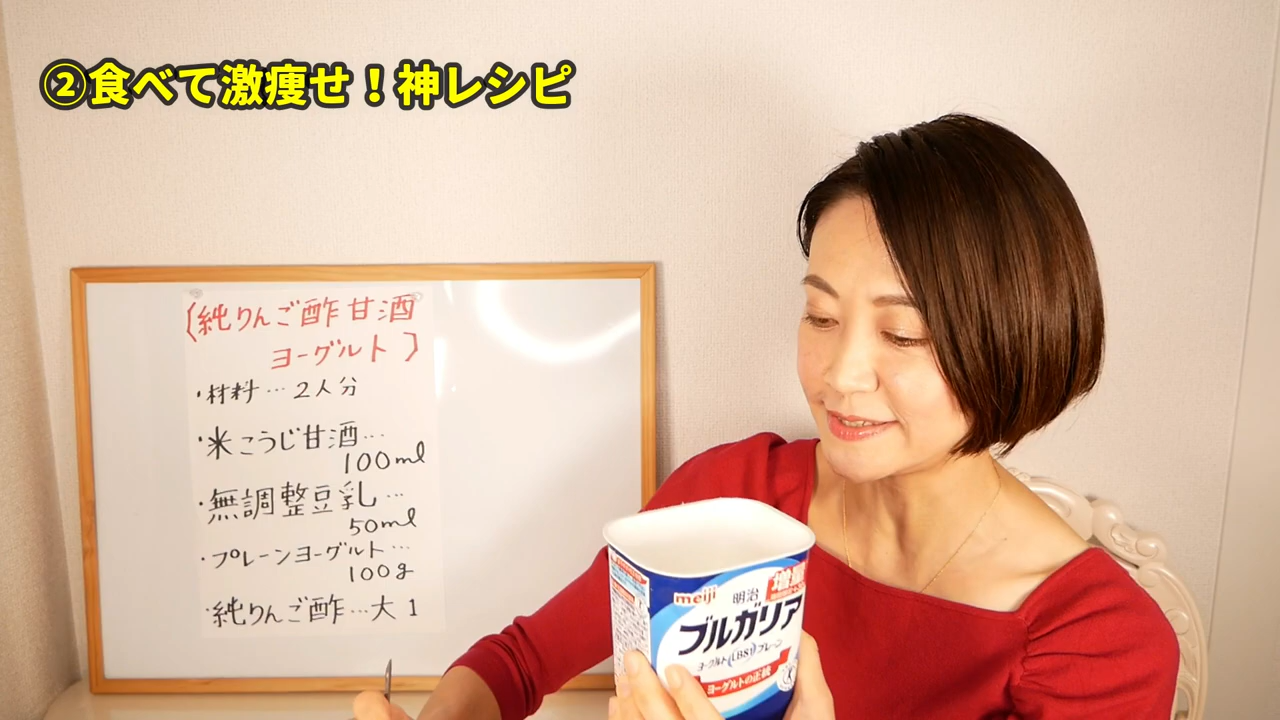 ②食べて激痩せ！神レシピ
〔純りんご酢甘酒
ヨーグルト〕
・材料…2人分
・米こうじ甘酒…
100ml
・無調整豆乳…
50ml
・プレーンヨーグルト…
100g
・純りんご酢…大1
増量
meiji 明治
ブルガリア
ヨーグルト LB81 プレーン
ヨーグルトの正統